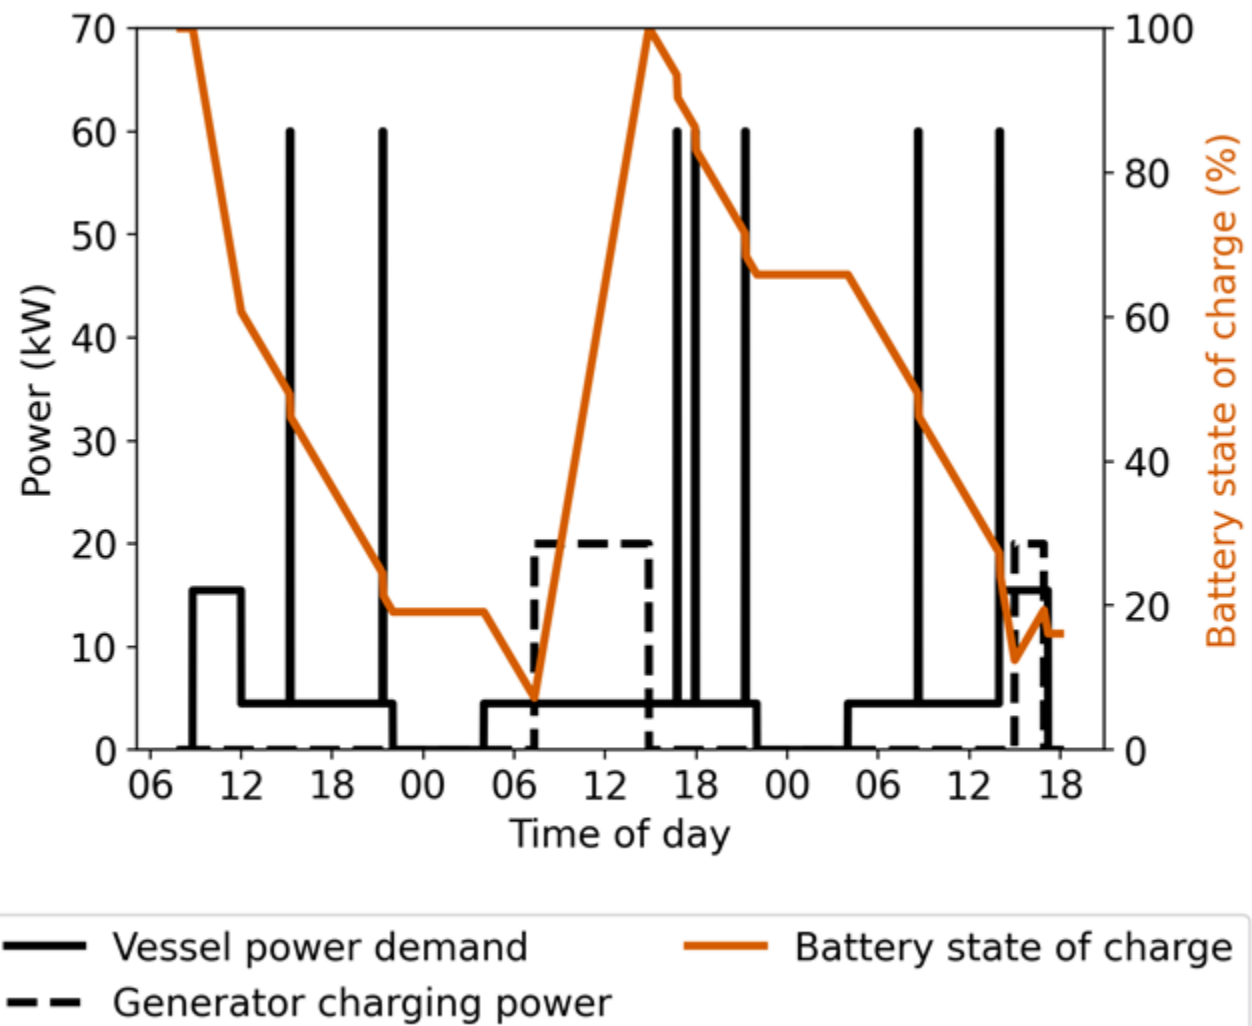 70
60
50
40
30
20
10
0
Power (kW)
100
80
60
40
20
0
Battery state of charge (%)
06 12 18 00 06 12 18 00 06 12 18
Time of day
Vessel power demand
Battery state of charge
Generator charging power